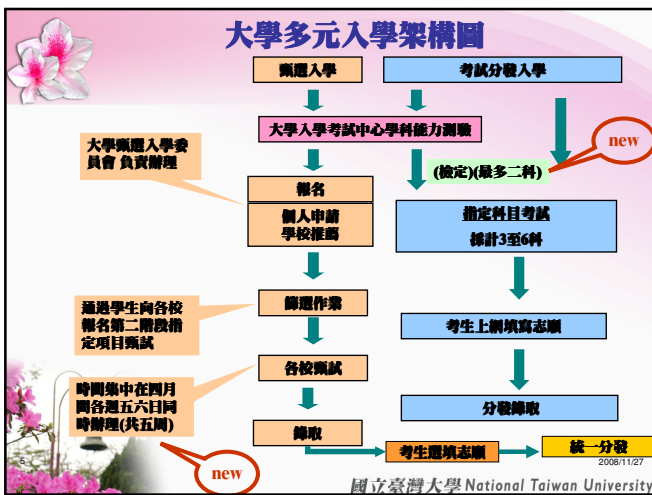 大學多元入學架構圖
甄選入學
考試分發入學
大學入學考試中心學科能力測驗
new
大學甄選入學委
員會 負責辦理
(檢定)(最多二科)
報名
個人申請
學校推薦
指定科目考試
採計3至6科
篩選作業
通過學生向各校
報名第二階段指
定項目甄試
考生上網填寫志願
各校甄試
時間集中在四月
間各週五六日同
時辦理(共五周)
分發錄取
錄取
考生選填志願
統一分發
new
6
2008/11/27
國立臺灣大學 National Taiwan University